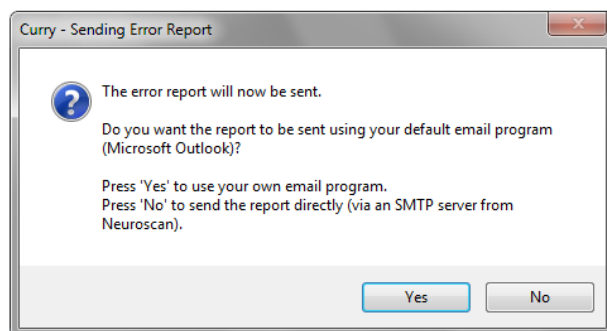 Curry - Sending Error Report
The error report will now be sent.
Do you want the report to be sent using your default email program
(Microsoft Outlook)?
Press 'Yes' to use your own email program.
Press 'No' to send the report directly (via an SMTP server from
Neuroscan).
Yes
No